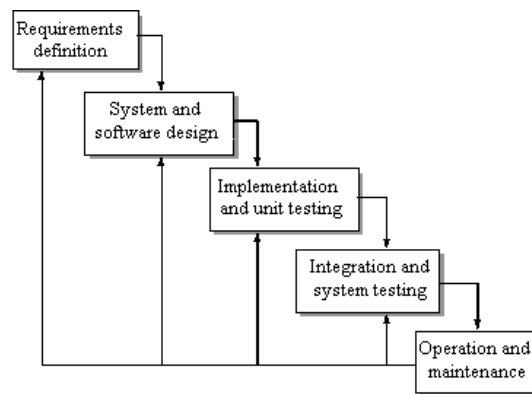 Requirements
definition
System and
software design
Implementation
and unit testing
Integration and
system testing
Operation and
maintenance